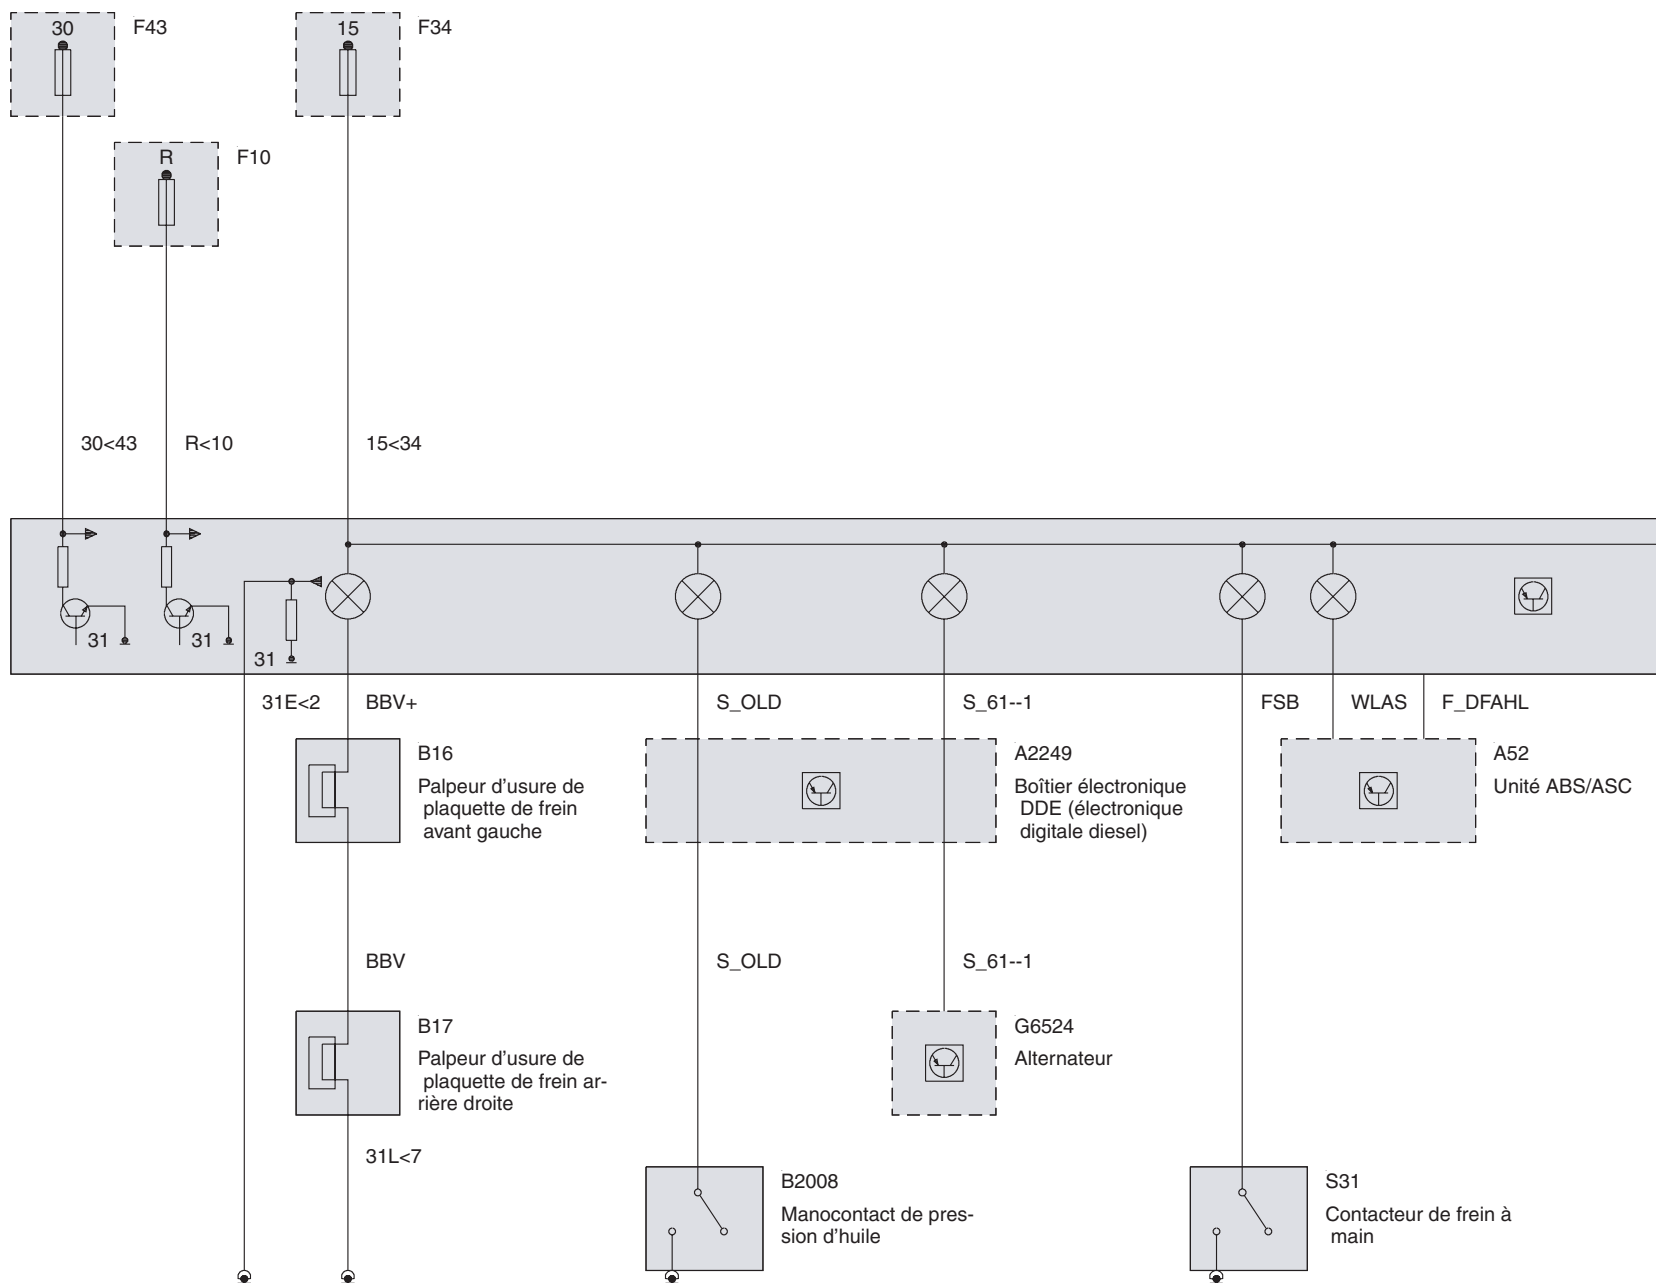 30
F43
15
F34
R
F10
30<43
R<10
15<34
31
31
31
31E<2
BBV+
S_OLD
S_61--1
FSB
WLAS
F_DFAHL
B16
Palpeur d'usure de
plaquette de frein
avant gauche
A2249
Boîtier électronique
DDE (électronique
digitale diesel)
A52
Unité ABS/ASC
BBV
S_OLD
S_61--1
B17
Palpeur d'usure de
plaquette de frein ar-
rière droite
G6524
Alternateur
31L<7
B2008
Manocontact de pres-
sion d'huile
S31
Contacteur de frein à
main